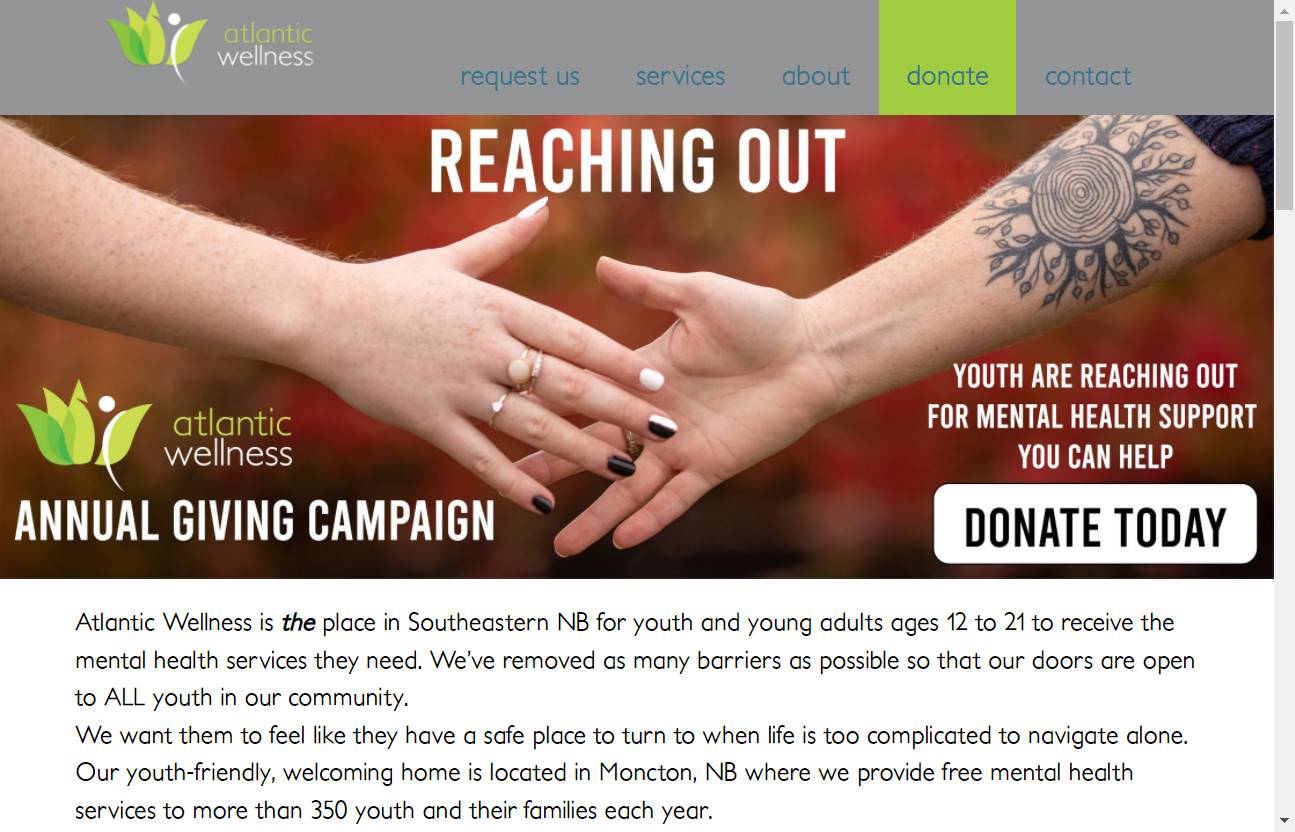 atlantic
wellness
request us services about donate contact
REACHING OUT
YOUTH ARE REACHING OUT
FOR MENTAL HEALTH SUPPORT
YOU CAN HELP
atlantic
wellness
ANNUAL GIVING CAMPAIGN
DONATE TODAY
Atlantic Wellness is the place in Southeastern NB for youth and young adults ages 12 to 21 to receive the
mental health services they need. We’ve removed as many barriers as possible so that our doors are open
to ALL youth in our community.
We want them to feel like they have a safe place to turn to when life is too complicated to navigate alone.
Our youth-friendly, welcoming home is located in Moncton, NB where we provide free mental health
services to more than 350 youth and their families each year.